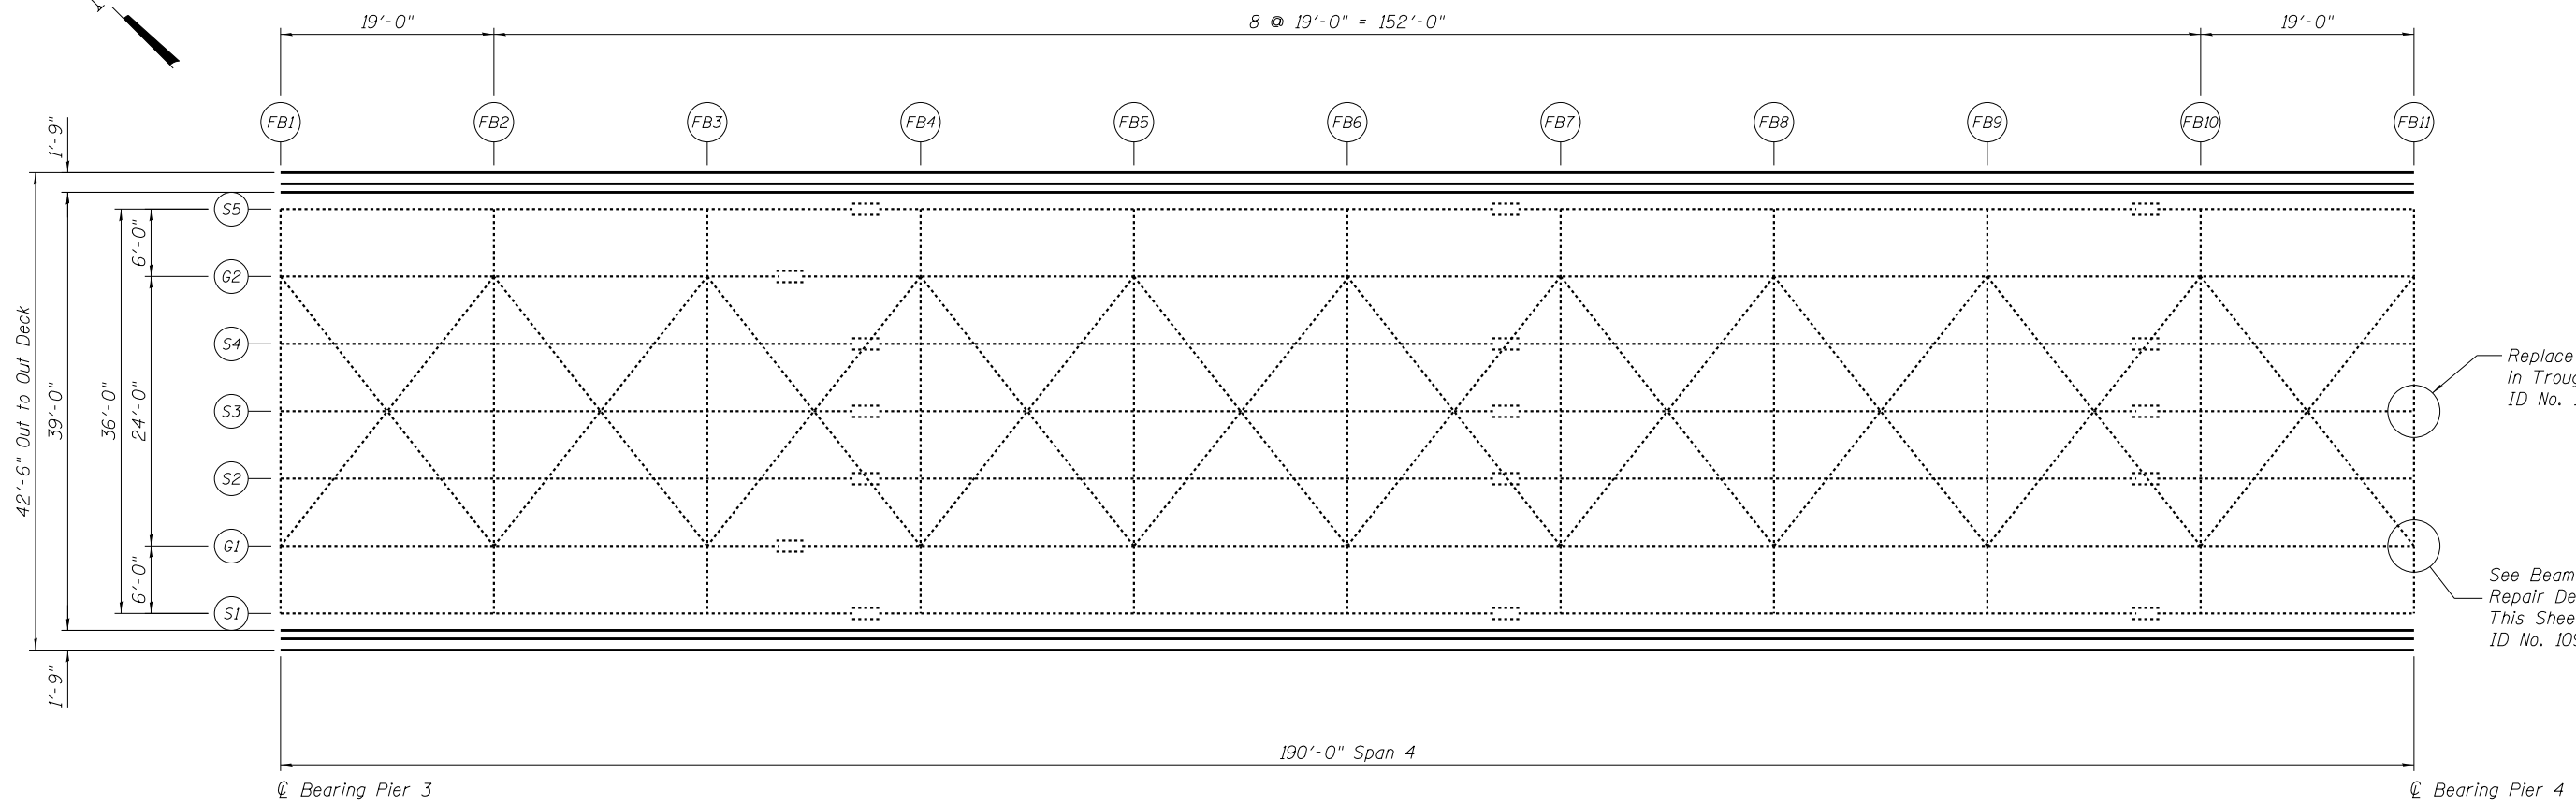 19'-0"
8 @ 19'-0" = 152'-0"
19'-0"
FB1
FB2
FB3
FB4
FB5
FB6
FB7
FB8
FB9
FB10
FB11
1'-9"
42'-6" Out to Out Deck
39'-0"
36'-0"
6'-0"
24'-0"
6'-0"
1'-9"
S5
G2
S4
S3
S2
G1
S1
Replace
in Troug
ID No.
See Beam
Repair De
This Shee
ID No. 109
190'-0" Span 4
℄ Bearing Pier 3
℄ Bearing Pier 4